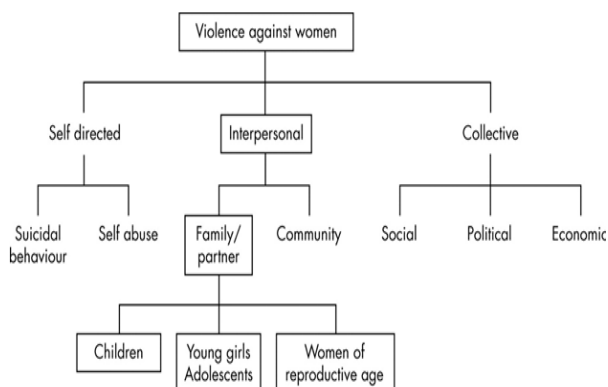 Violence against women
Self directed
Interpersonal
Collective
Suicidal
behaviour
Self abuse
Family/
partner
Community
Social
Political
Economic
Children
Young girls
Adolescents
Women of
reproductive age